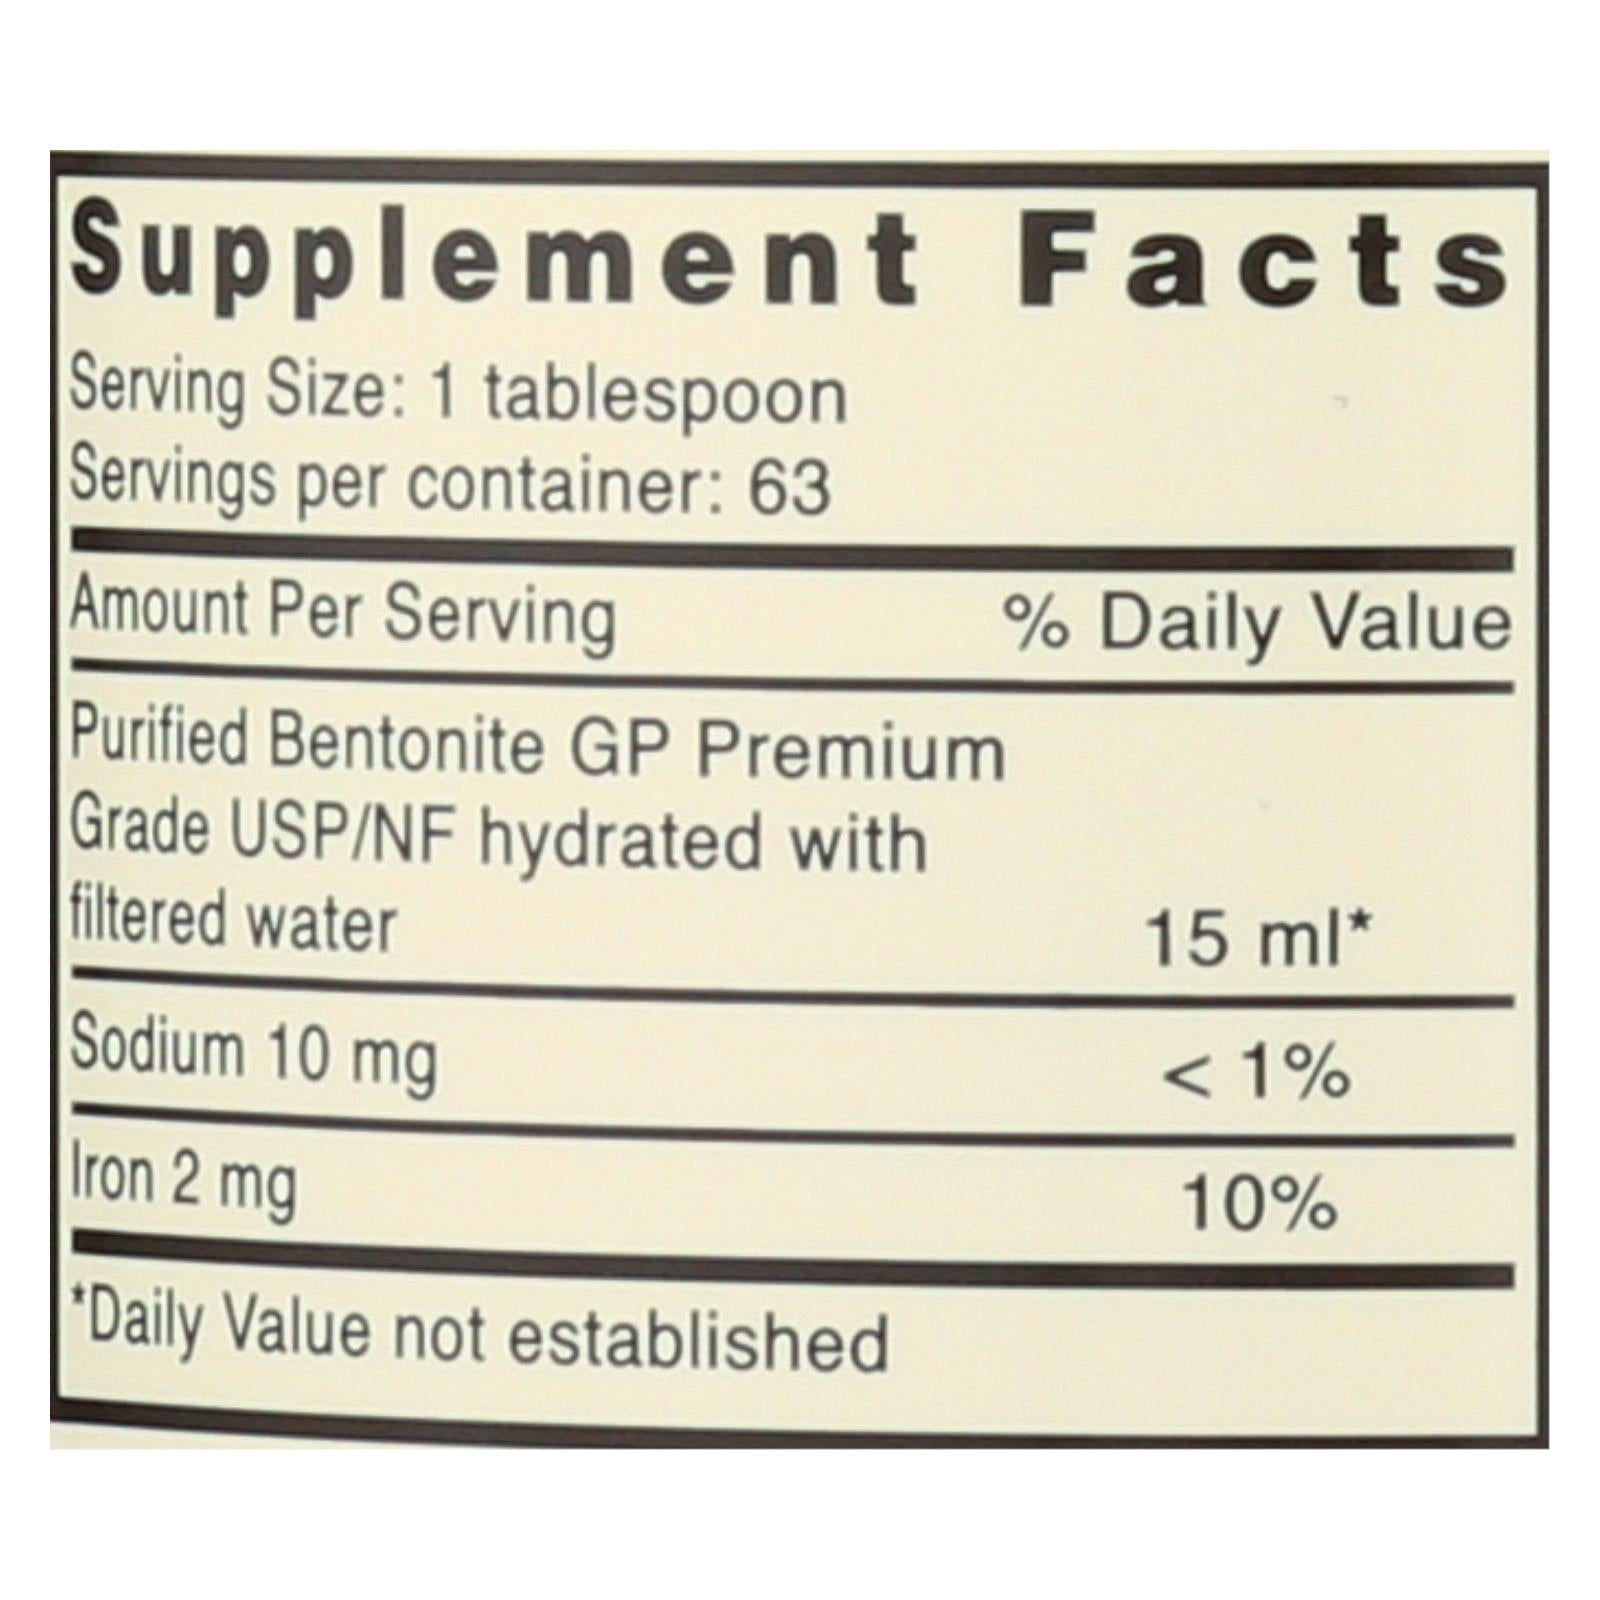 Supplement Facts
Serving Size: 1 tablespoon
Servings per container: 63
Amount Per Serving % Daily Value
Purified Bentonite GP Premium
Grade USP/NF hydrated with
filtered water 15 ml*
Sodium 10 mg < 1%
Iron 2 mg 10%
*Daily Value not established